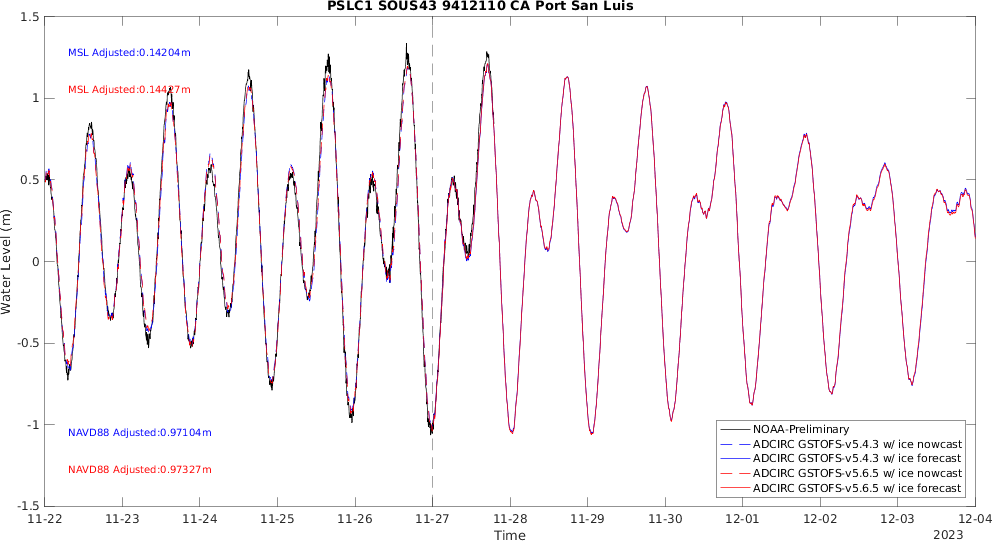 PSLC1 SOUS43 9412110 CA Port San Luis
1.5
1
0.5
0
-0.5
-1
-1.5
Water Level (m)
MSL Adjusted:0.14204m
MSL Adjusted:0.14427m
NAVD88 Adjusted:0.97104m
NAVD88 Adjusted:0.97327m
NOAA-Preliminary
ADCIRC GSTOFS-v5.4.3 w/ ice nowcast
ADCIRC GSTOFS-v5.4.3 w/ ice forecast
ADCIRC GSTOFS-v5.6.5 w/ ice nowcast
ADCIRC GSTOFS-v5.6.5 w/ ice forecast
11-22 11-23 11-24 11-25 11-26 11-27 11-28 11-29 11-30 12-01 12-02 12-03 12-04
Time
2023